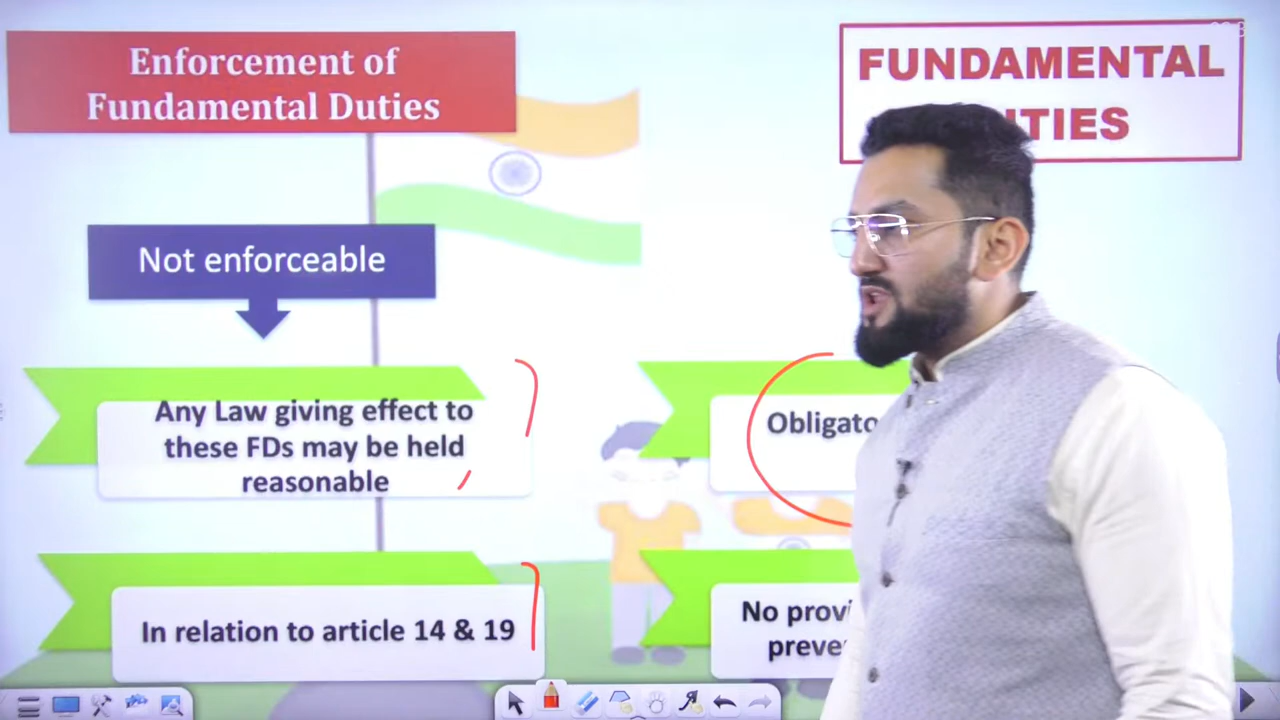 Enforcement of
Fundamental Duties
FUNDAMENTAL
Not enforceable
Any Law giving effect to
these FDs may be held
reasonable
In relation to article 14 & 19
No